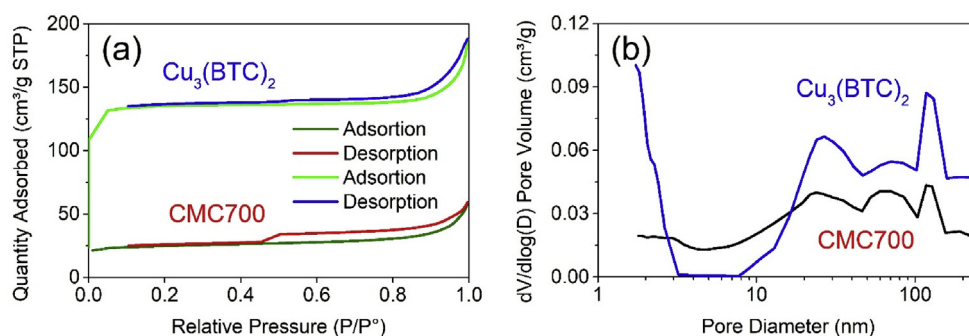 (a)
Quantity Adsorbed (cm³/g STP)
200
150
100
50
0
Cu₃(BTC)₂
Adsortion
Desorption
Adsortion
Desorption
CMC700
0.0 0.2 0.4 0.6 0.8 1.0
Relative Pressure (P/P°)
(b)
dV/dlog(D) Pore Volume (cm³/g)
0.12
0.09
0.06
0.03
0.00
Cu₃(BTC)₂
CMC700
1 10 100
Pore Diameter (nm)